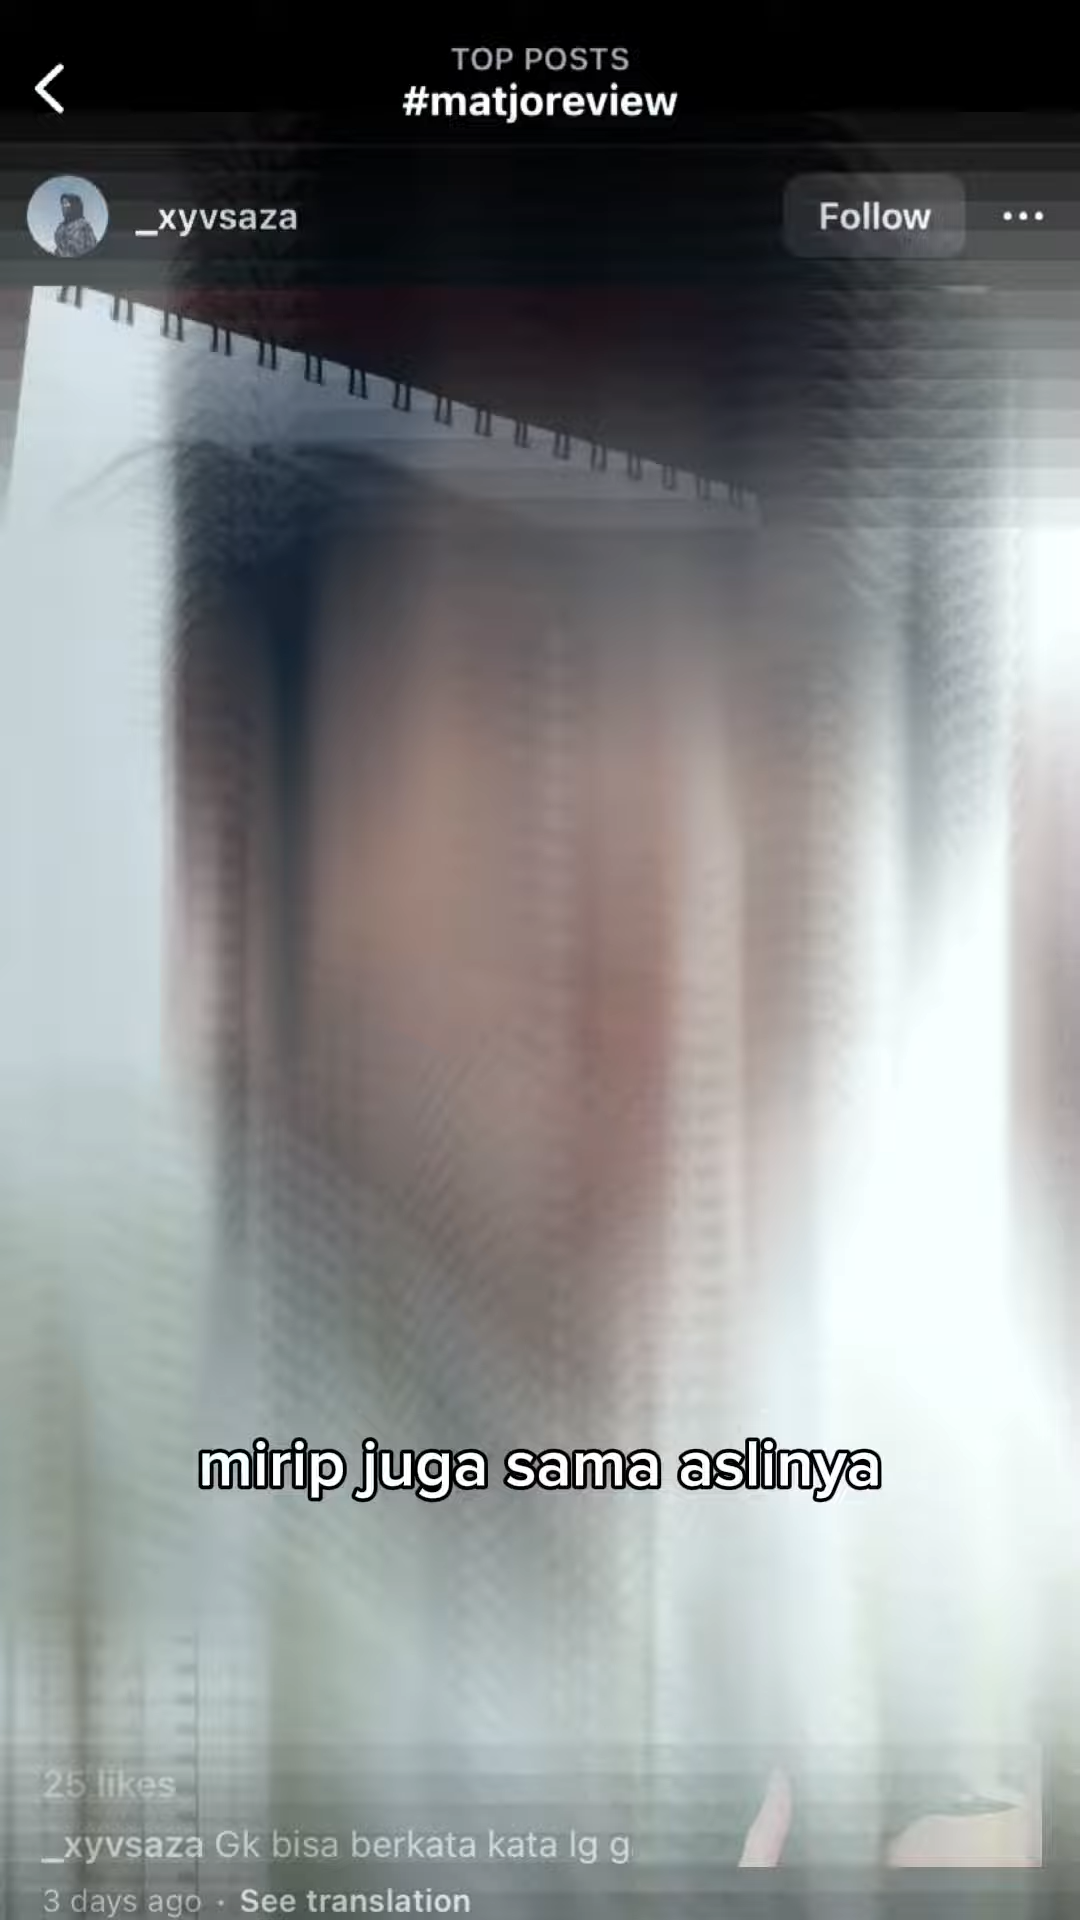 TOP POSTS
#matjoreview
_xyvsaza
Follow
mirip juga sama aslinya
25 likes
_xyvsaza Gk bisa berkata kata lg g
3 days ago · See translation